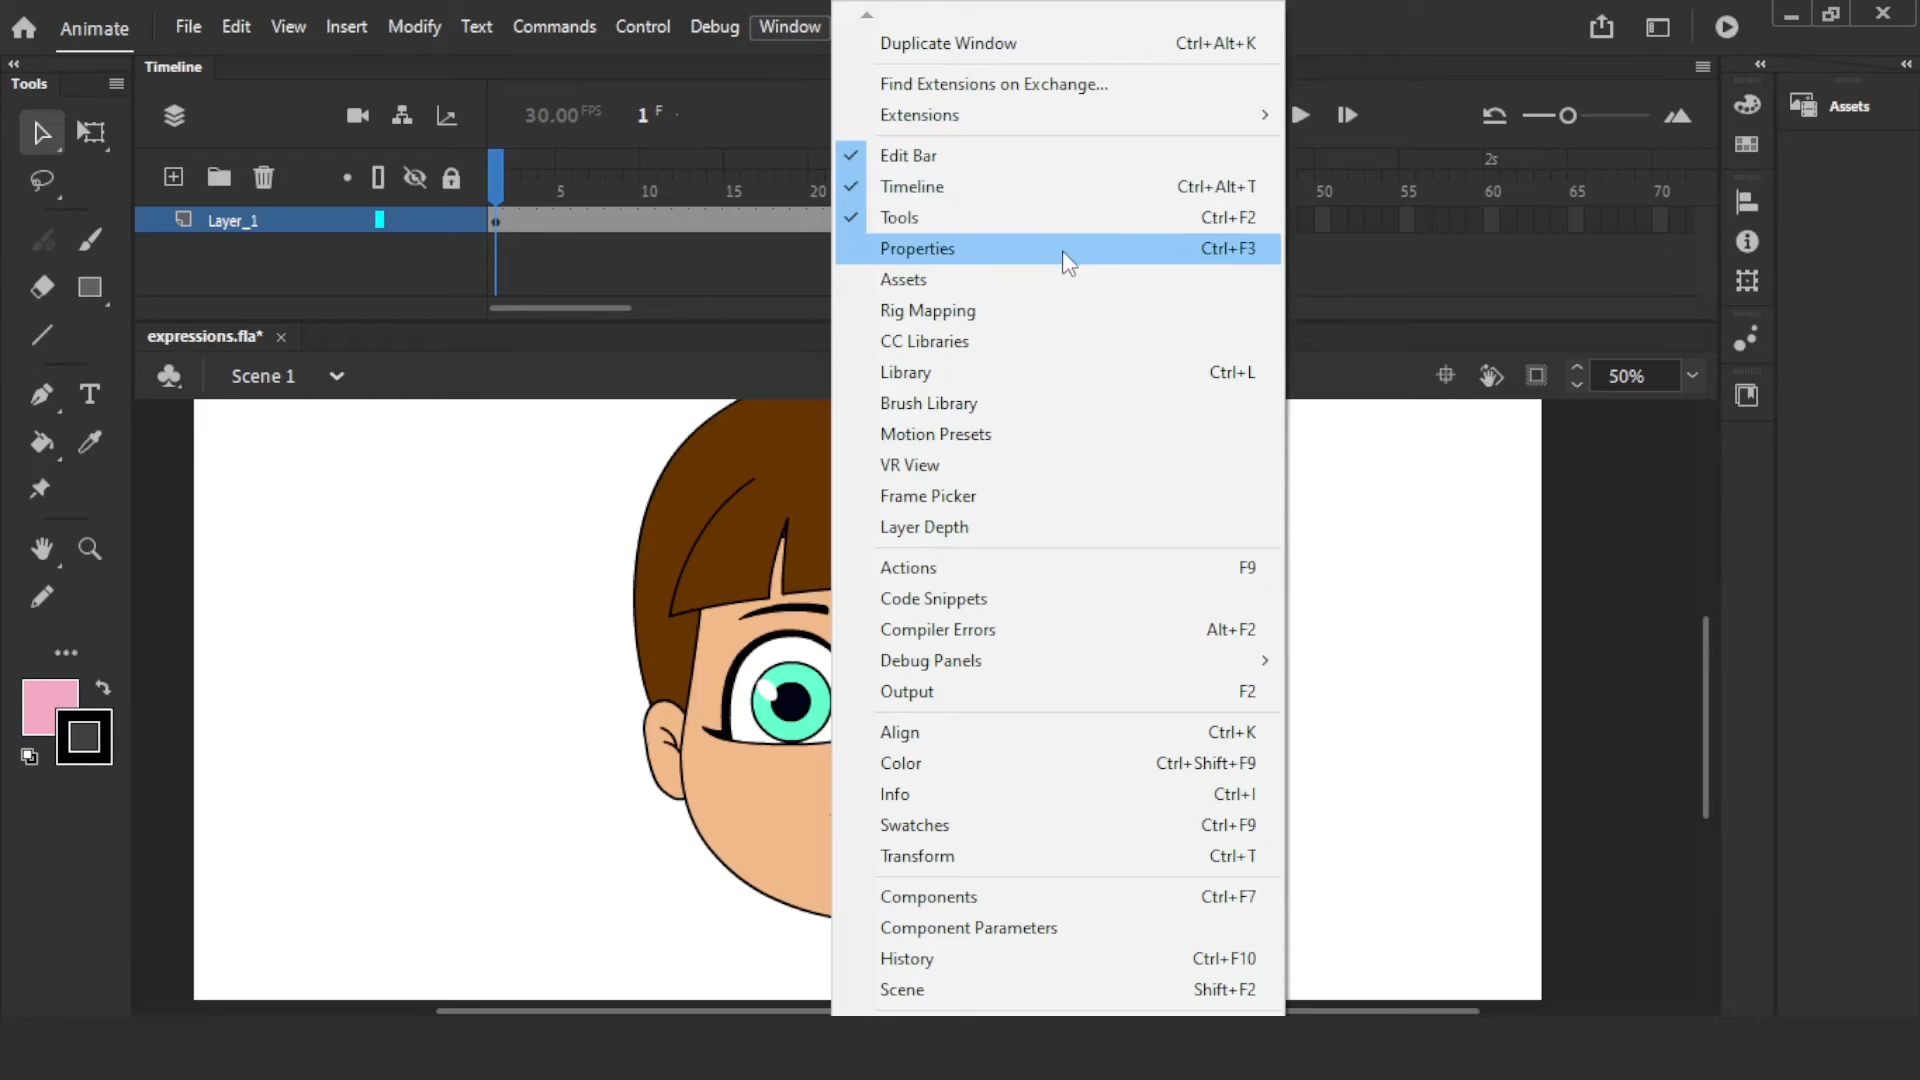 Animate File Edit View Insert Modify Text Commands Control Debug Window
Tools
Timeline
30.00 FPS 1 F
5 10 15 20
2s
50 55 60 65 70
Layer_1
expressions.fla*
Scene 1
50%
Assets
Duplicate Window Ctrl+Alt+K
Find Extensions on Exchange...
Extensions
Edit Bar
Timeline Ctrl+Alt+T
Tools Ctrl+F2
Properties Ctrl+F3
Assets
Rig Mapping
CC Libraries
Library Ctrl+L
Brush Library
Motion Presets
VR View
Frame Picker
Layer Depth
Actions F9
Code Snippets
Compiler Errors Alt+F2
Debug Panels
Output F2
Align Ctrl+K
Color Ctrl+Shift+F9
Info Ctrl+I
Swatches Ctrl+F9
Transform Ctrl+T
Components Ctrl+F7
Component Parameters
History Ctrl+F10
Scene Shift+F2